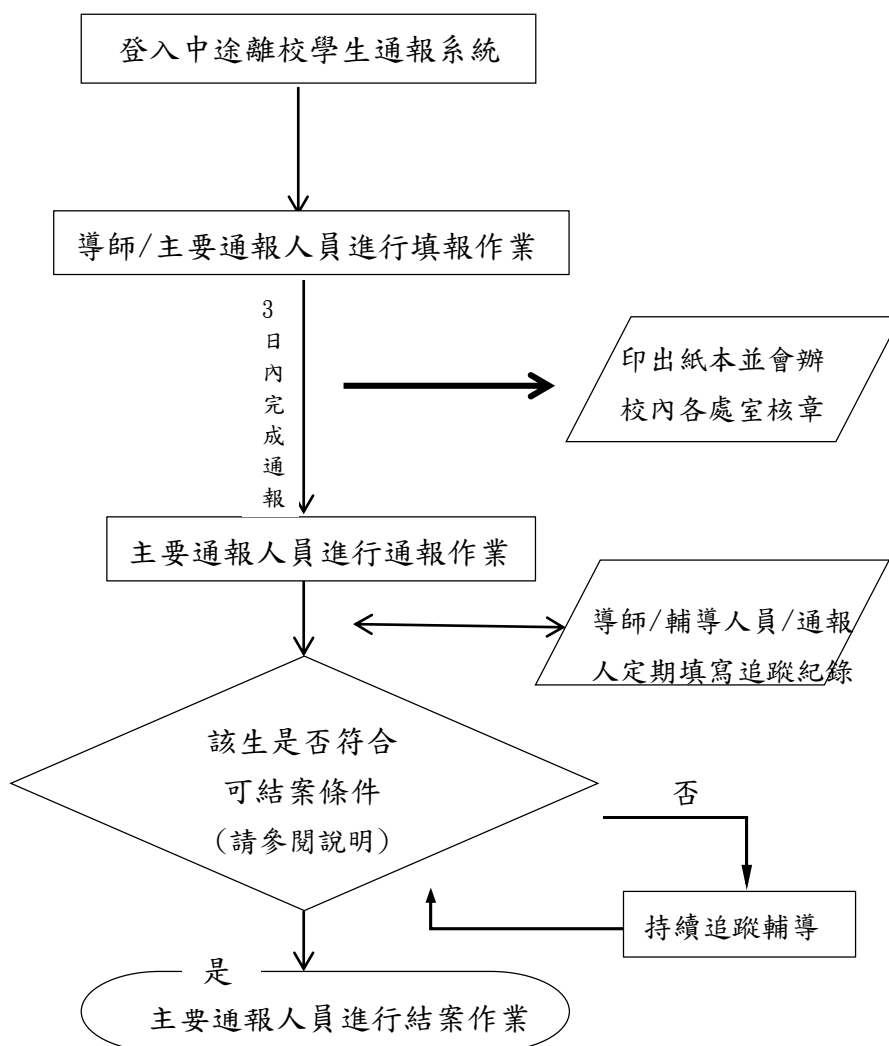 登入中途離校學生通報系統
導師/主要通報人員進行填報作業
3
日
內
完
成
通
報
印出紙本並會辦
校內各處室核章
主要通報人員進行通報作業
導師/輔導人員/通報
人定期填寫追蹤紀錄
該生是否符合
可結案條件
(請參閱說明)
否
持續追蹤輔導
是
主要通報人員進行結案作業